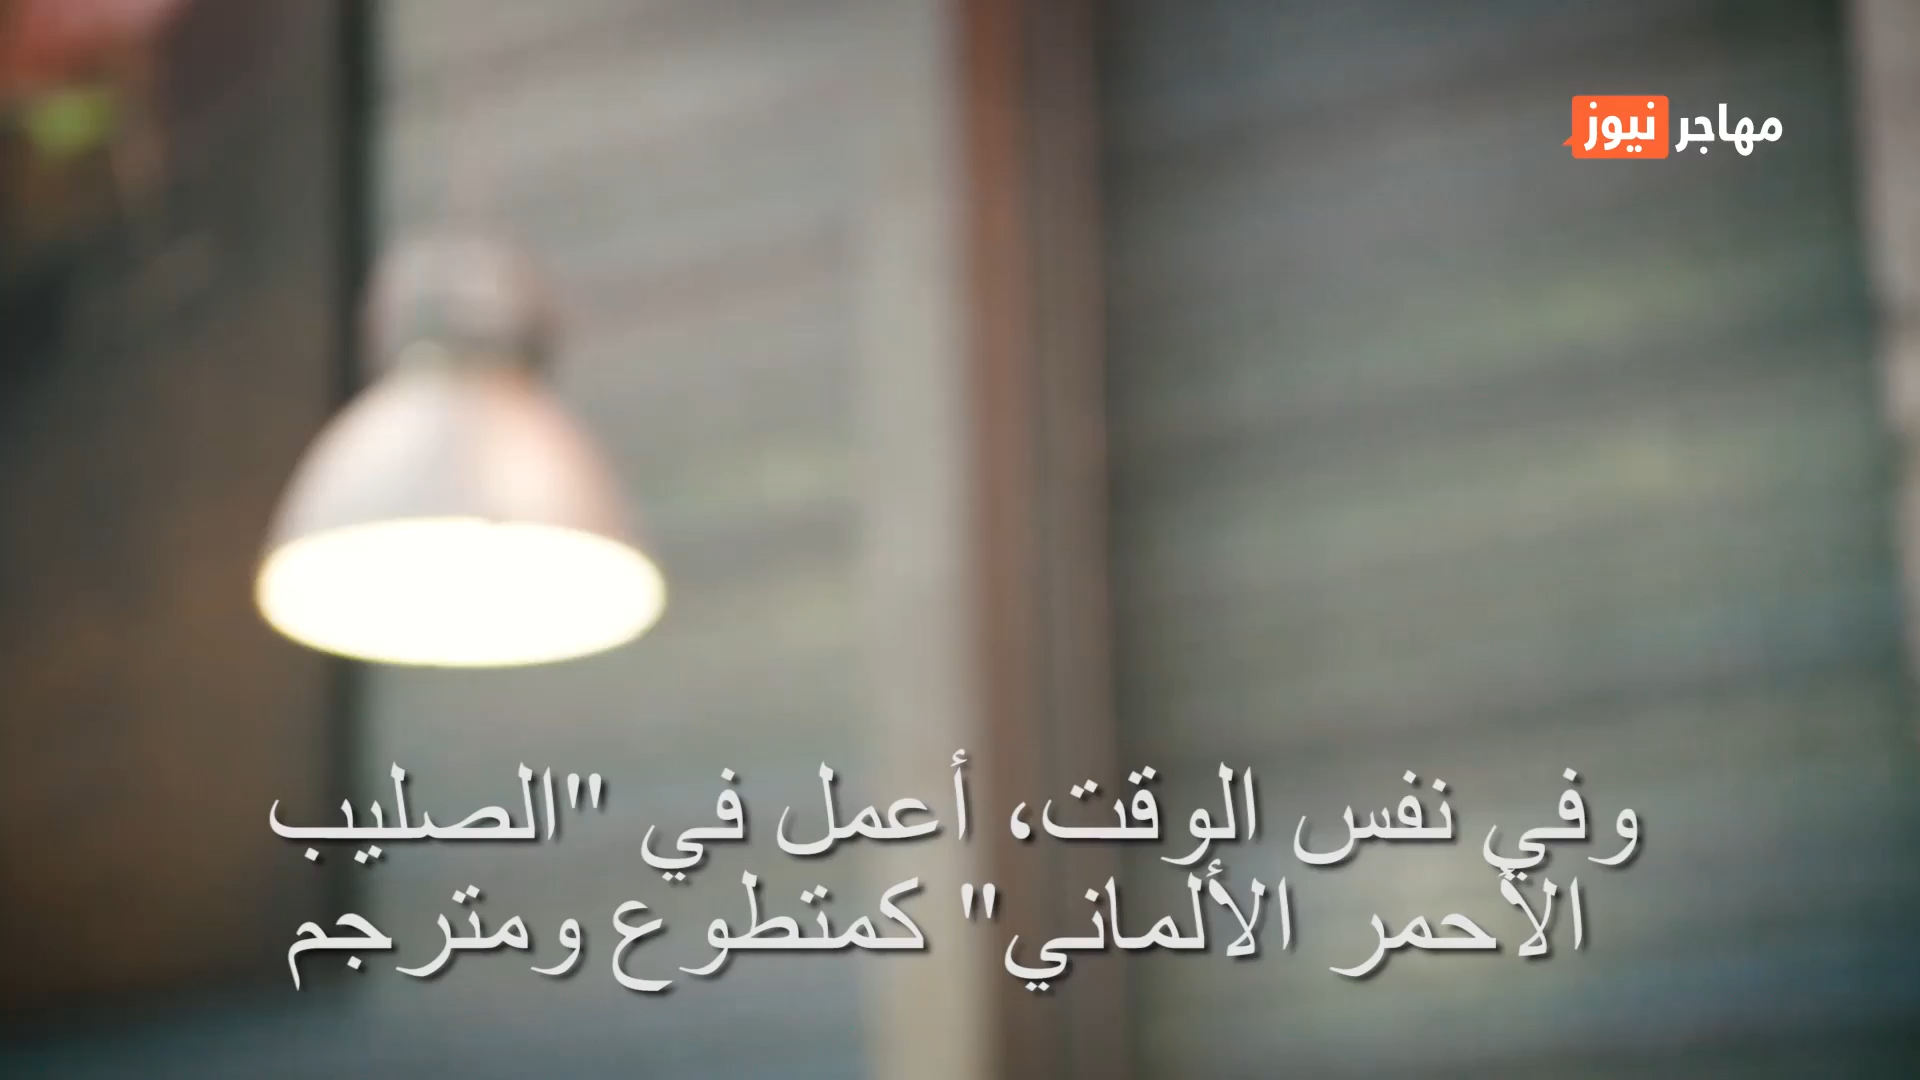 مهاجر نيوز
وفي نفس الوقت، أعمل في "الصليب
الأحمر الألماني" كمتطوع ومترجم